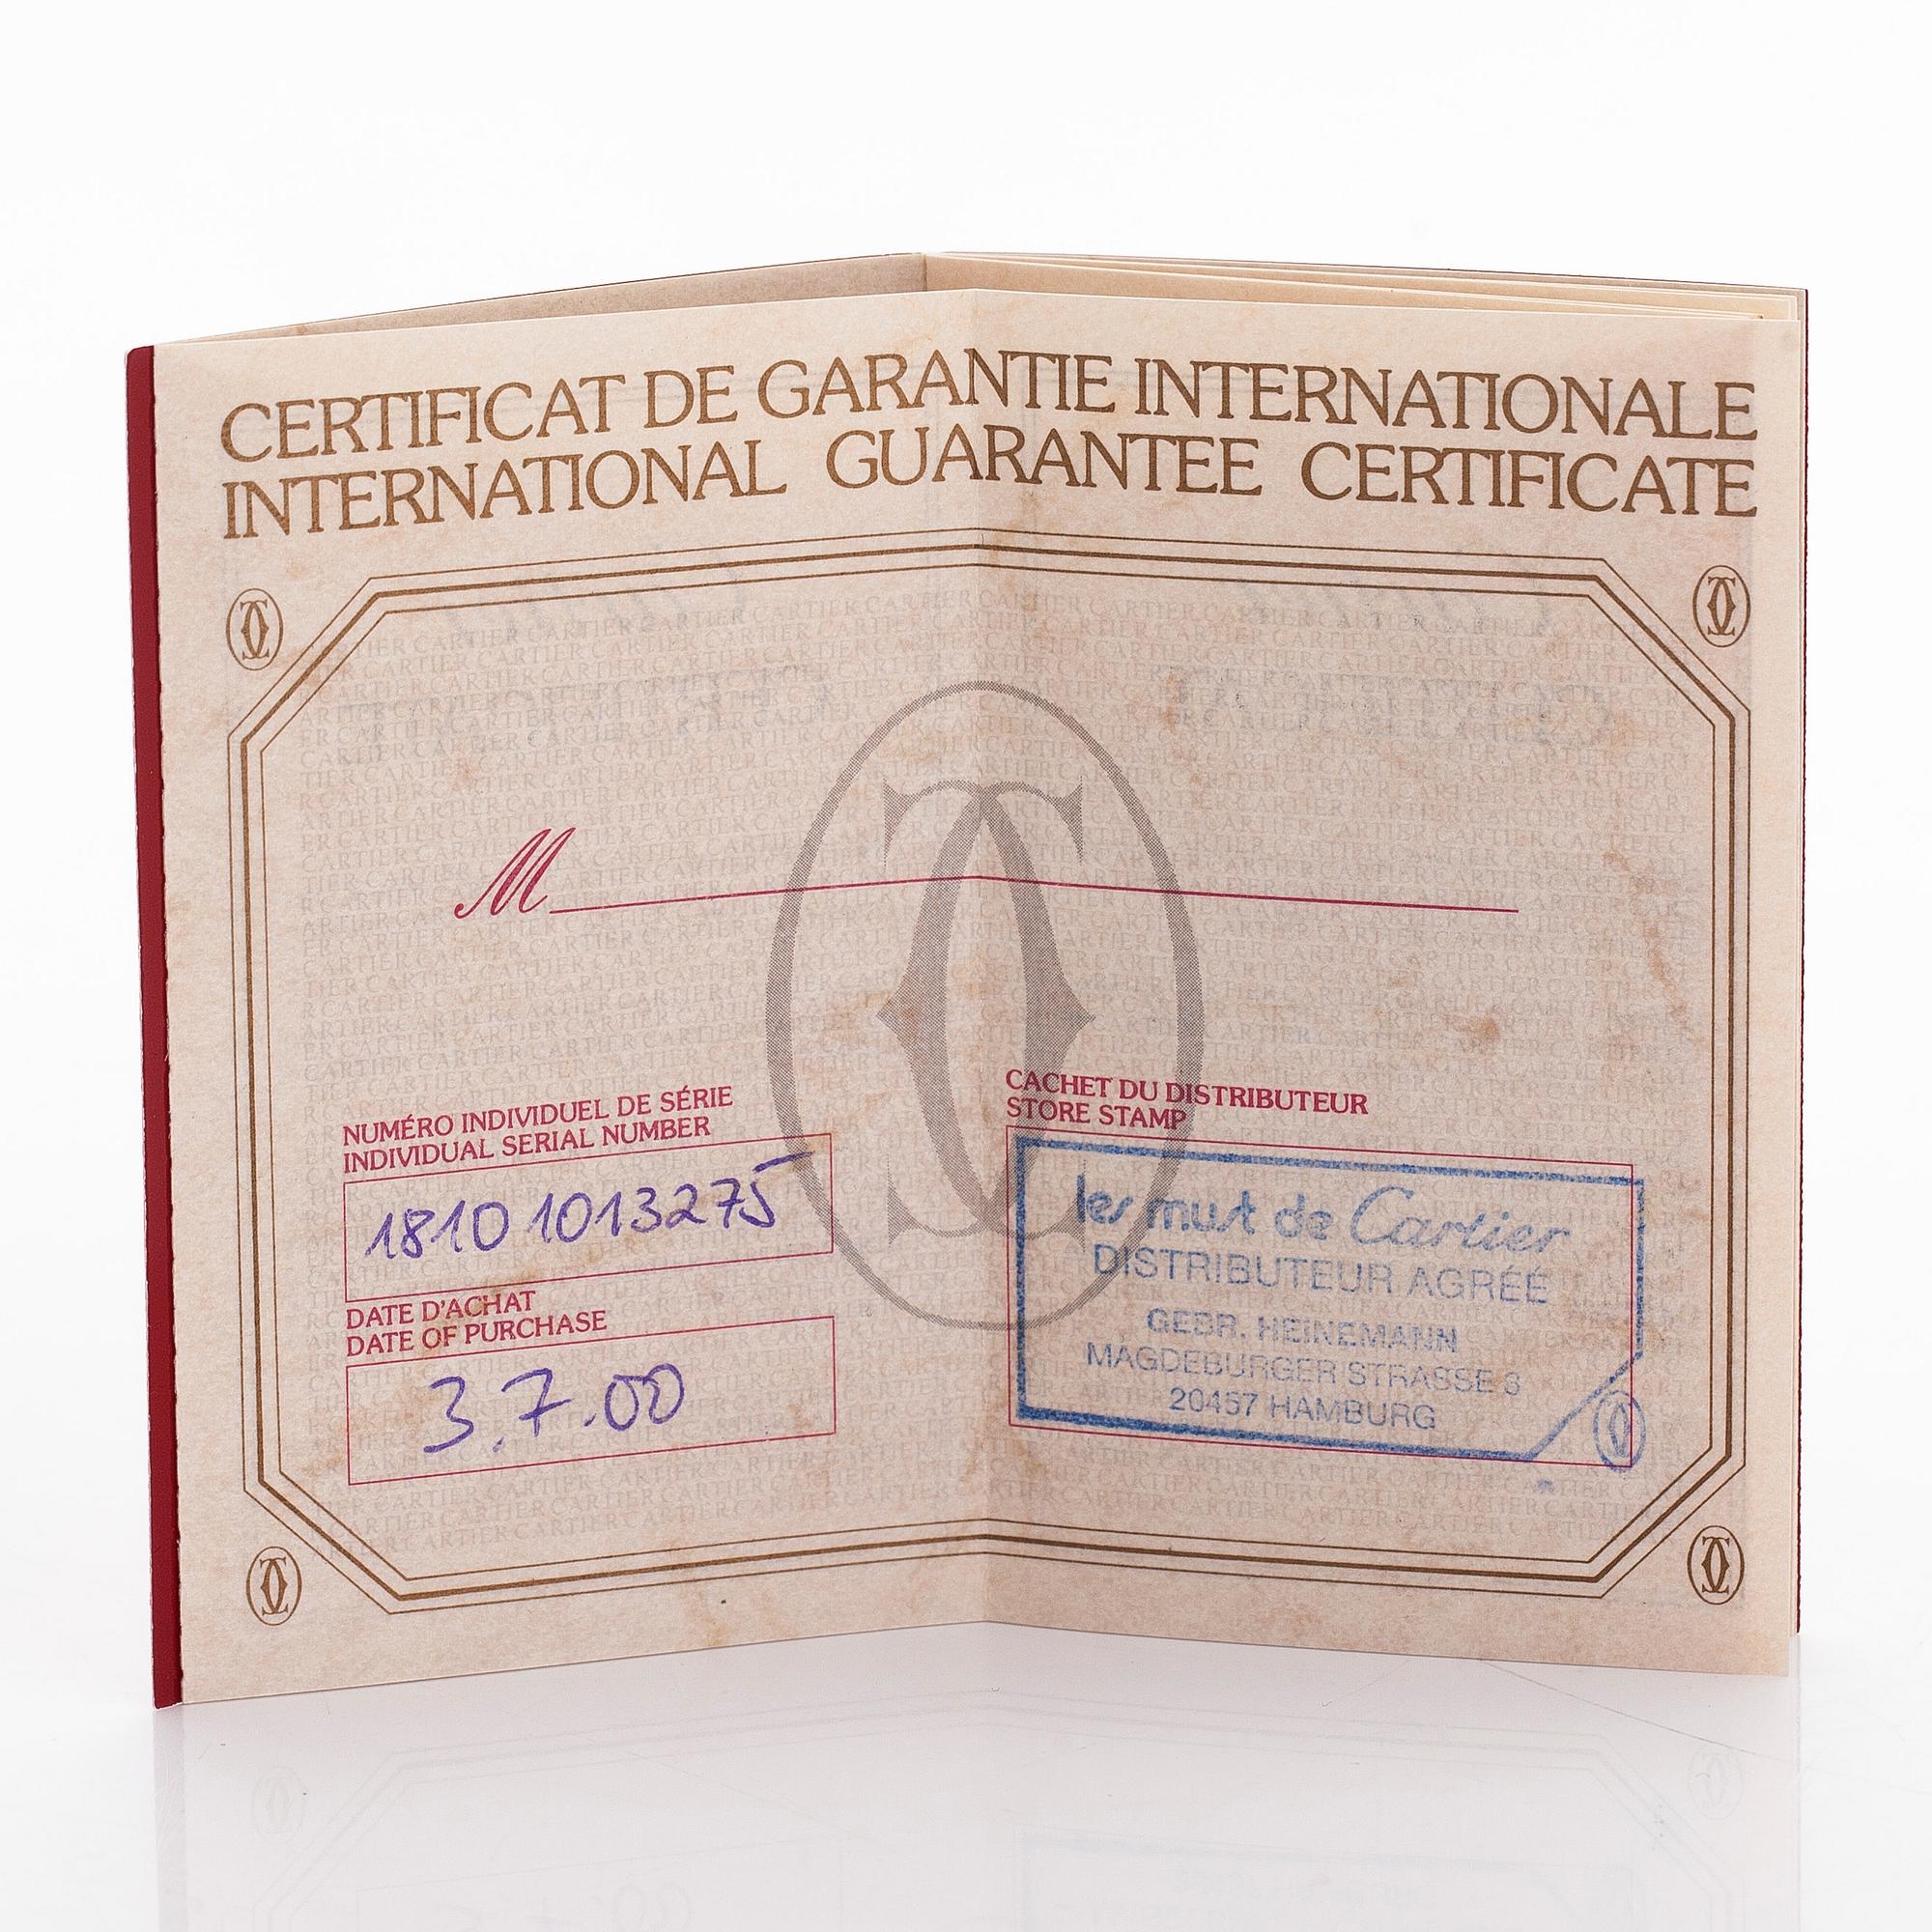 CERTIFICAT DE GARANTIE INTERNATIONALE
INTERNATIONAL GUARANTEE CERTIFICATE
M
NUMÉRO INDIVIDUEL DE SÉRIE
INDIVIDUAL SERIAL NUMBER
1810 1013275
DATE D'ACHAT
DATE OF PURCHASE
3.7.00
CACHET DU DISTRIBUTEUR
STORE STAMP
les must de Cartier
DISTRIBUTEUR AGRÉÉ
GEBR. HEINEMANN
MAGDEBURGER STRASSE 3
20457 HAMBURG